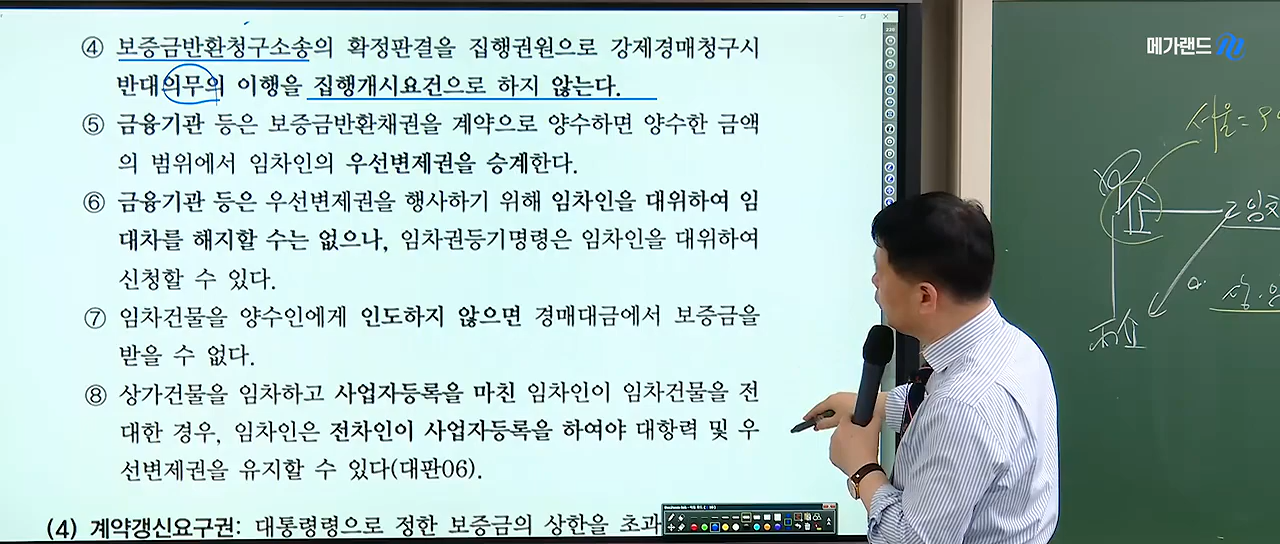 ④ 보증금반환청구소송의 확정판결을 집행권원으로 강제경매청구시
반대의무의 이행을 집행개시요건으로 하지 않는다.
⑤ 금융기관 등은 보증금반환채권을 계약으로 양수하면 양수한 금액
의 범위에서 임차인의 우선변제권을 승계한다.
⑥ 금융기관 등은 우선변제권을 행사하기 위해 임차인을 대위하여 임
대차를 해지할 수는 없으나, 임차권등기명령은 임차인을 대위하여
신청할 수 있다.
⑦ 임차건물을 양수인에게 인도하지 않으면 경매대금에서 보증금을
받을 수 없다.
⑧ 상가건물을 임차하고 사업자등록을 마친 임차인이 임차건물을 전
대한 경우, 임차인은 전차인이 사업자등록을 하여야 대항력 및 우
선변제권을 유지할 수 있다(대판06).
(4) 계약갱신요구권: 대통령령으로 정한 보증금의 상한을 초과
메가랜드
서울=